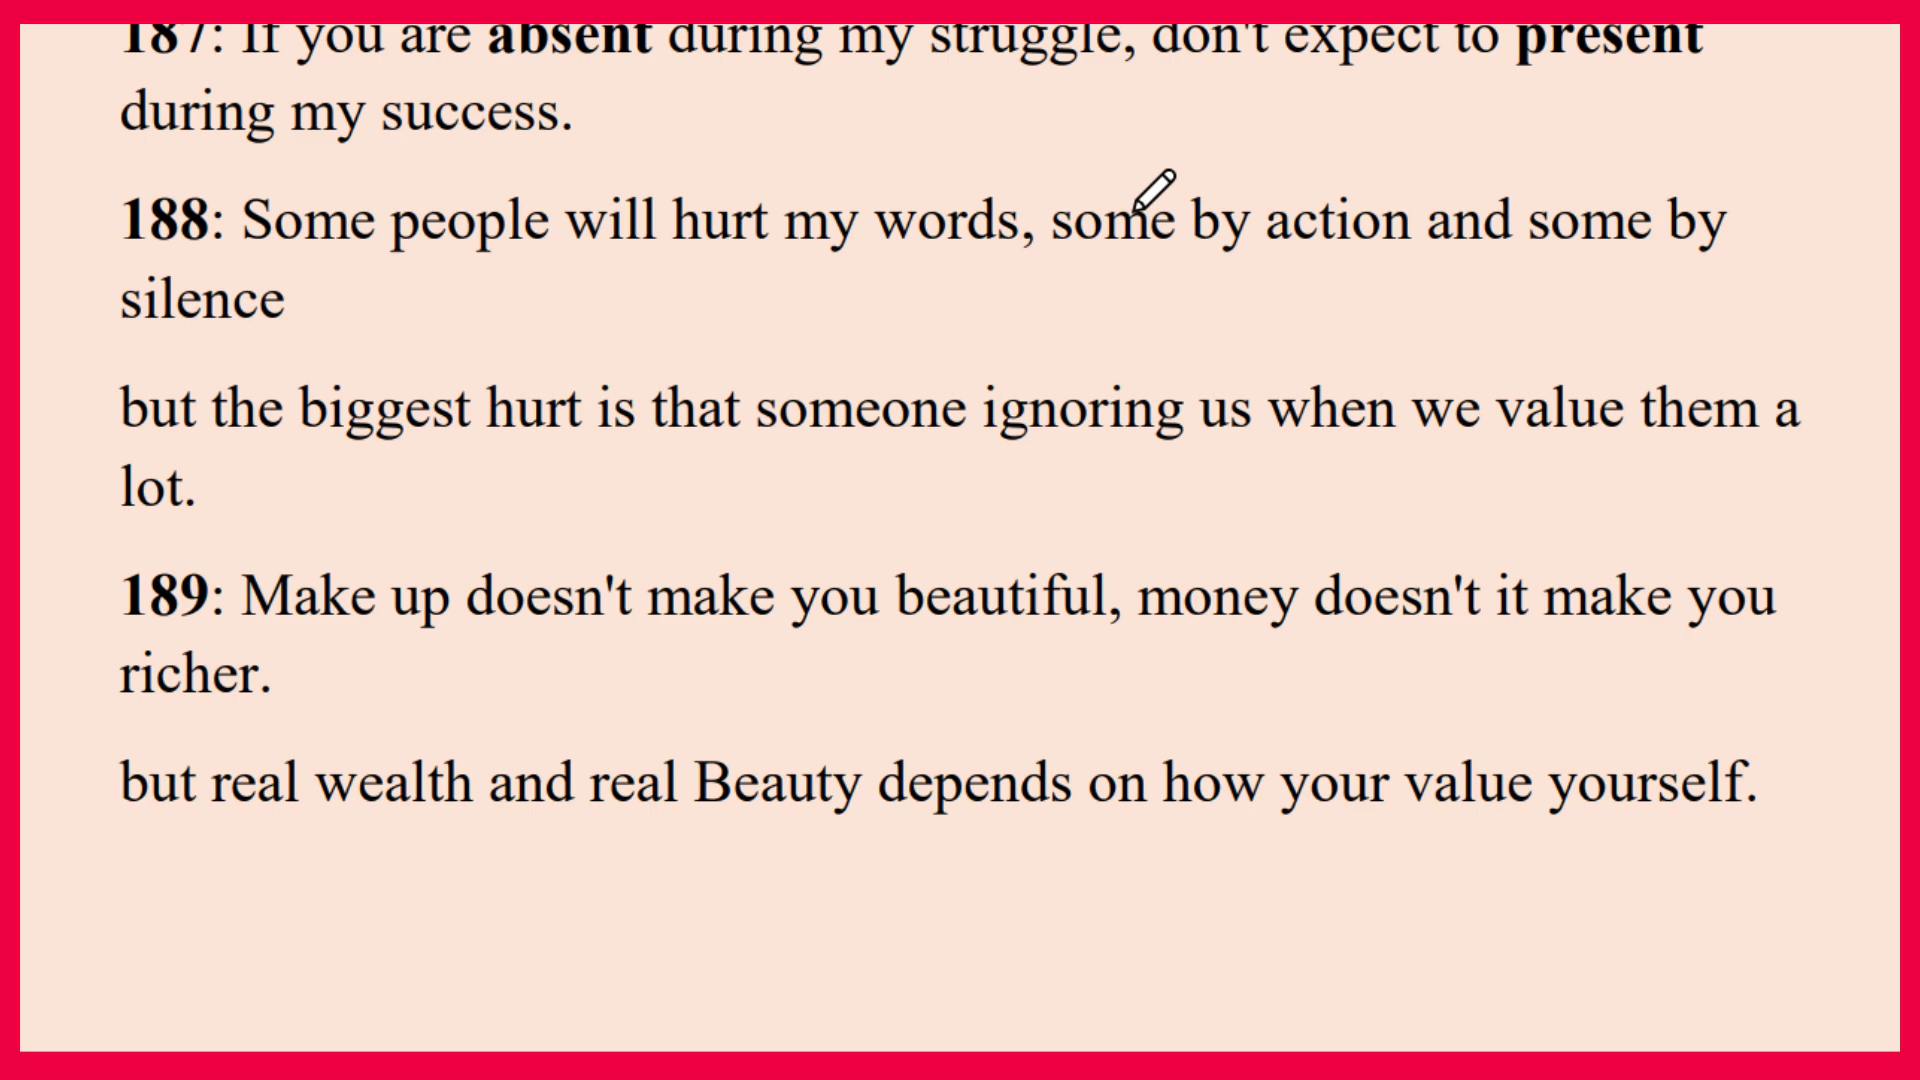 187: If you are absent during my struggle, don't expect to present
during my success.
188: Some people will hurt my words, some by action and some by
silence
but the biggest hurt is that someone ignoring us when we value them a
lot.
189: Make up doesn't make you beautiful, money doesn't it make you
richer.
but real wealth and real Beauty depends on how your value yourself.